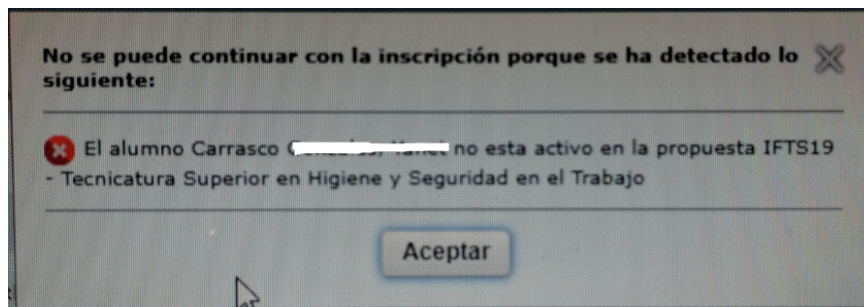 No se puede continuar con la inscripción porque se ha detectado lo
siguiente:
El alumno Carrasco no esta activo en la propuesta IFTS19
- Tecnicatura Superior en Higiene y Seguridad en el Trabajo
Aceptar